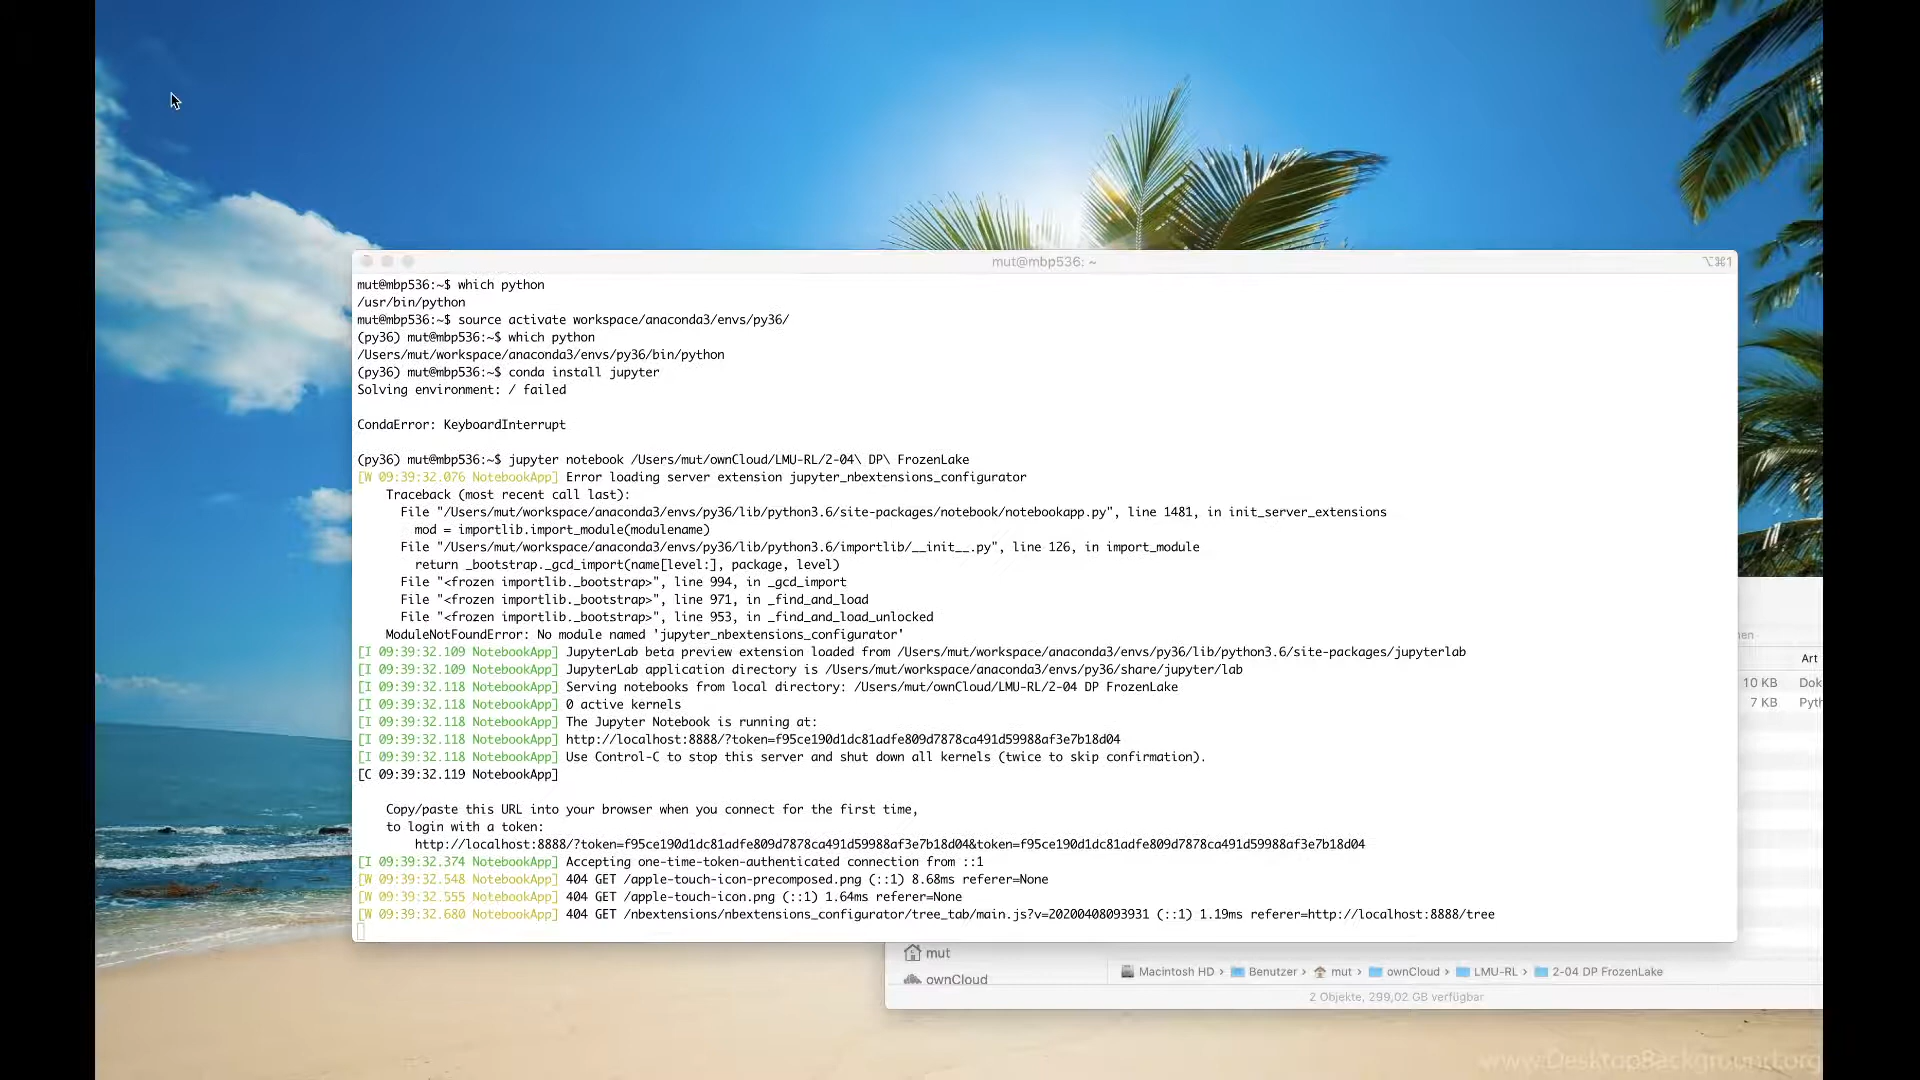 mut@mbp536: ~
⌥⌘1
mut@mbp536:~$ which python
/usr/bin/python
mut@mbp536:~$ source activate workspace/anaconda3/envs/py36/
(py36) mut@mbp536:~$ which python
/Users/mut/workspace/anaconda3/envs/py36/bin/python
(py36) mut@mbp536:~$ conda install jupyter
Solving environment: / failed
CondaError: KeyboardInterrupt
(py36) mut@mbp536:~$ jupyter notebook /Users/mut/ownCloud/LMU-RL/2-04\ DP\ FrozenLake
[W 09:39:32.076 NotebookApp] Error loading server extension jupyter_nbextensions_configurator
Traceback (most recent call last):
File "/Users/mut/workspace/anaconda3/envs/py36/lib/python3.6/site-packages/notebook/notebookapp.py", line 1481, in init_server_extensions
mod = importlib.import_module(modulename)
File "/Users/mut/workspace/anaconda3/envs/py36/lib/python3.6/importlib/__init__.py", line 126, in import_module
return _bootstrap._gcd_import(name[level:], package, level)
File "<frozen importlib._bootstrap>", line 994, in _gcd_import
File "<frozen importlib._bootstrap>", line 971, in _find_and_load
File "<frozen importlib._bootstrap>", line 953, in _find_and_load_unlocked
ModuleNotFoundError: No module named 'jupyter_nbextensions_configurator'
[I 09:39:32.109 NotebookApp] JupyterLab beta preview extension loaded from /Users/mut/workspace/anaconda3/envs/py36/lib/python3.6/site-packages/jupyterlab
[I 09:39:32.109 NotebookApp] JupyterLab application directory is /Users/mut/workspace/anaconda3/envs/py36/share/jupyter/lab
[I 09:39:32.118 NotebookApp] Serving notebooks from local directory: /Users/mut/ownCloud/LMU-RL/2-04 DP FrozenLake
[I 09:39:32.118 NotebookApp] 0 active kernels
[I 09:39:32.118 NotebookApp] The Jupyter Notebook is running at:
[I 09:39:32.118 NotebookApp] http://localhost:8888/?token=f95ce190d1dc81adfe809d7878ca491d59988af3e7b18d04
[I 09:39:32.118 NotebookApp] Use Control-C to stop this server and shut down all kernels (twice to skip confirmation).
[C 09:39:32.119 NotebookApp]
Copy/paste this URL into your browser when you connect for the first time,
to login with a token:
http://localhost:8888/?token=f95ce190d1dc81adfe809d7878ca491d59988af3e7b18d04&token=f95ce190d1dc81adfe809d7878ca491d59988af3e7b18d04
[I 09:39:32.374 NotebookApp] Accepting one-time-token-authenticated connection from ::1
[W 09:39:32.548 NotebookApp] 404 GET /apple-touch-icon-precomposed.png (::1) 8.68ms referer=None
[W 09:39:32.555 NotebookApp] 404 GET /apple-touch-icon.png (::1) 1.64ms referer=None
[W 09:39:32.680 NotebookApp] 404 GET /nbextensions/nbextensions_configurator/tree_tab/main.js?v=20200408093931 (::1) 1.19ms referer=http://localhost:8888/tree
Art
10 KB Dok
7 KB Pyth
mut
ownCloud
Macintosh HD › Benutzer › mut › ownCloud › LMU-RL › 2-04 DP FrozenLake
2 Objekte, 299,02 GB verfügbar
www.DesktopBackground.org